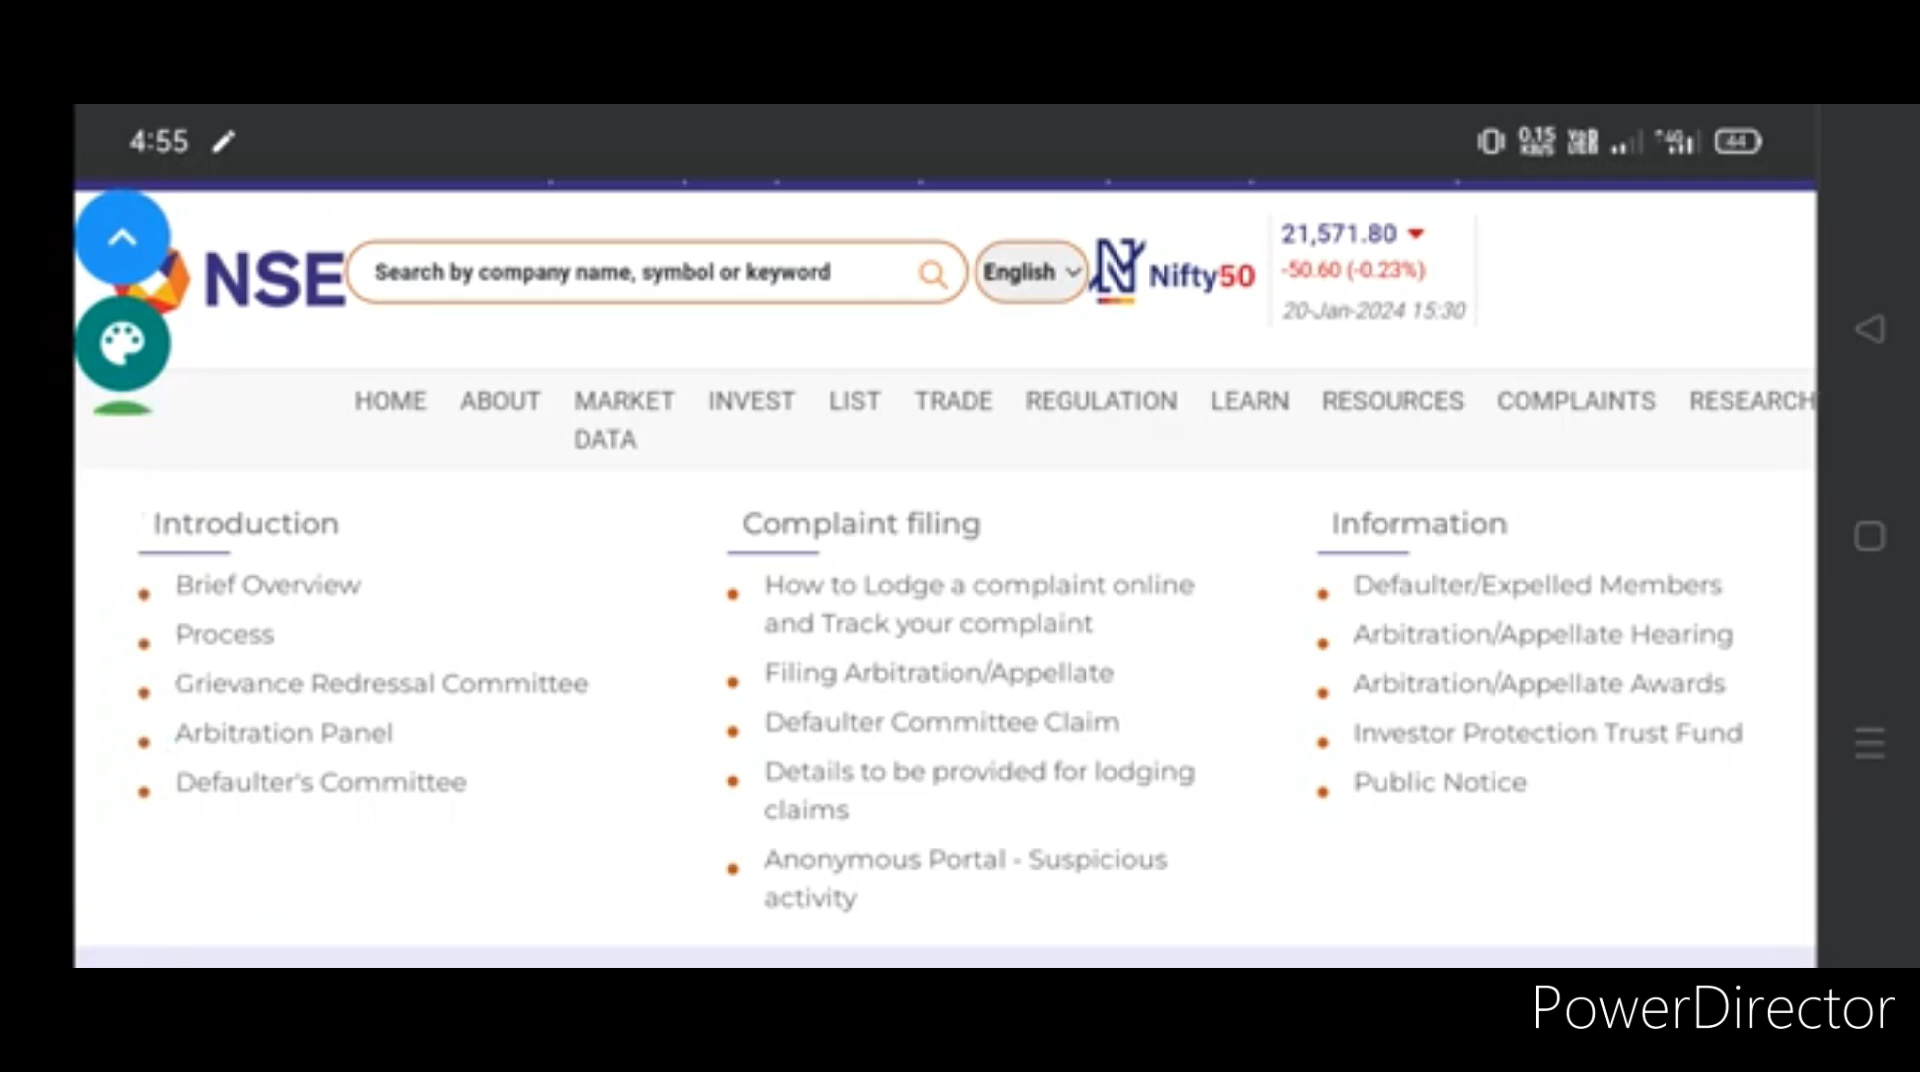 4:55
0.15 KB/S
44
NSE
Search by company name, symbol or keyword
English
Nifty50
21,571.80
-50.60 (-0.23%)
20-Jan-2024 15:30
HOME ABOUT MARKET DATA INVEST LIST TRADE REGULATION LEARN RESOURCES COMPLAINTS RESEARCH
Introduction
Brief Overview
Process
Grievance Redressal Committee
Arbitration Panel
Defaulter's Committee
Complaint filing
How to Lodge a complaint online
and Track your complaint
Filing Arbitration/Appellate
Defaulter Committee Claim
Details to be provided for lodging
claims
Anonymous Portal - Suspicious
activity
Information
Defaulter/Expelled Members
Arbitration/Appellate Hearing
Arbitration/Appellate Awards
Investor Protection Trust Fund
Public Notice
PowerDirector